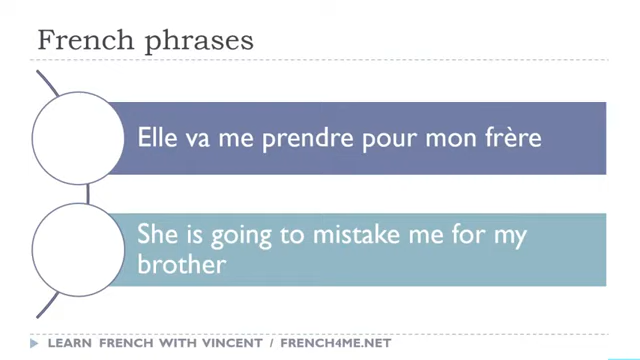 French phrases
Elle va me prendre pour mon frère
She is going to mistake me for my
brother
LEARN FRENCH WITH VINCENT / FRENCH4ME.NET